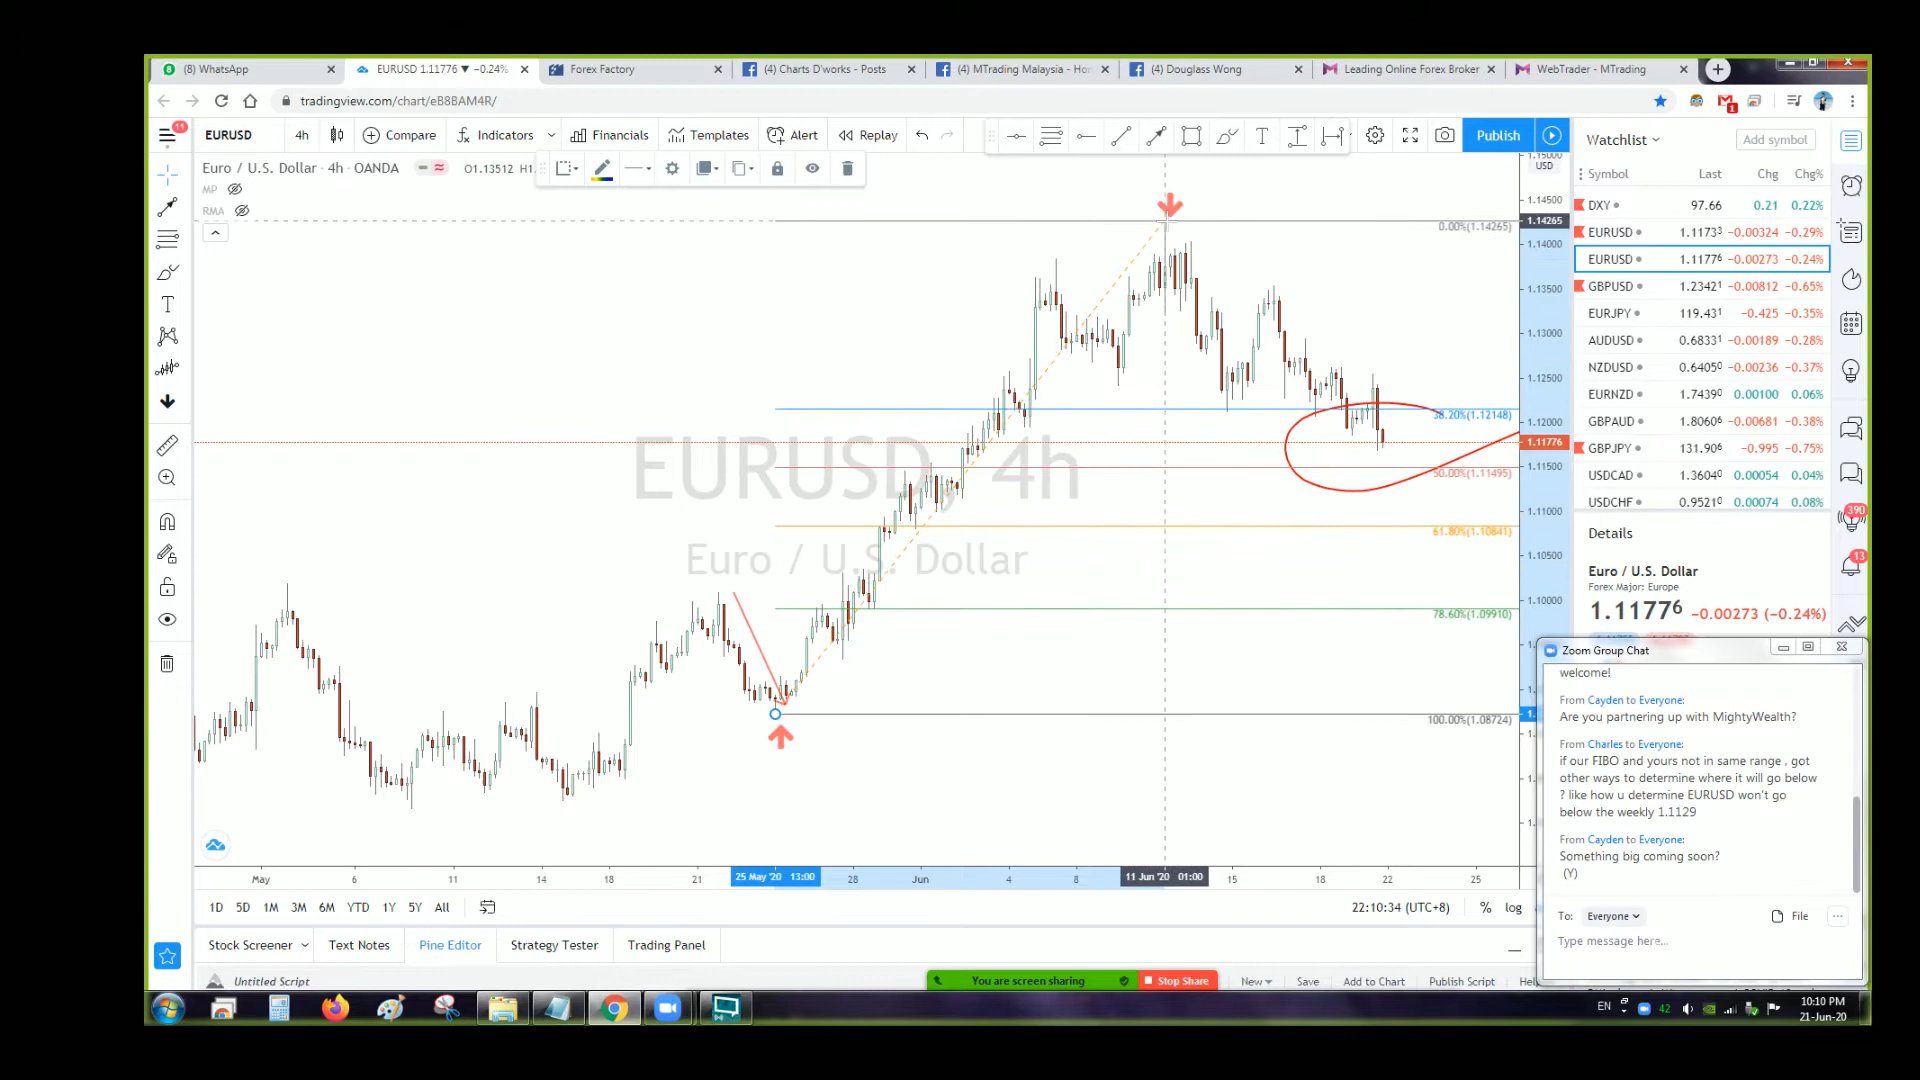 (8) WhatsApp
EURUSD 1.11776 ▼ −0.24%
Forex Factory
(4) Charts D'works - Posts
(4) MTrading Malaysia - Ho
(4) Douglass Wong
Leading Online Forex Broker
WebTrader - MTrading
tradingview.com/chart/eB8BAM4R/
11
EURUSD
4h
Compare
Indicators
Financials
Templates
Alert
Replay
Publish
Euro / U.S. Dollar · 4h · OANDA
O1.13512
MP
RMA
Watchlist
Add symbol
Symbol Last Chg Chg%
DXY 97.66 0.21 0.22%
EURUSD 1.11733 -0.00324 -0.29%
EURUSD 1.11776 -0.00273 -0.24%
GBPUSD 1.23421 -0.00812 -0.65%
EURJPY 119.431 -0.425 -0.35%
AUDUSD 0.68331 -0.00189 -0.28%
NZDUSD 0.64050 -0.00236 -0.37%
EURNZD 1.74390 0.00100 0.06%
GBPAUD 1.80606 -0.00681 -0.38%
GBPJPY 131.906 -0.995 -0.75%
USDCAD 1.36040 0.00054 0.04%
USDCHF 0.95210 0.00074 0.08%
Details
Euro / U.S. Dollar
Forex Major: Europe
1.11776 −0.00273 (−0.24%)
390
13
USD
1.14500
1.14265
1.14000
1.13500
1.13000
1.12500
1.12000
1.11776
1.11500
1.11000
1.10500
1.10000
0.00%(1.14265)
38.20%(1.12148)
50.00%(1.11495)
61.80%(1.10841)
78.60%(1.09910)
100.00%(1.08724)
EURUSD, 4h
Euro / U.S. Dollar
May 6 11 14 18 21 25 May '20 13:00 28 Jun 4 8 11 Jun '20 01:00 15 18 22 25
1D 5D 1M 3M 6M YTD 1Y 5Y All
22:10:34 (UTC+8)
% log
Stock Screener
Text Notes
Pine Editor
Strategy Tester
Trading Panel
Untitled Script
You are screen sharing
Stop Share
New
Save
Add to Chart
Publish Script
Zoom Group Chat
welcome!
From Cayden to Everyone:
Are you partnering up with MightyWealth?
From Charles to Everyone:
if our FIBO and yours not in same range , got
other ways to determine where it will go below
? like how u determine EURUSD won't go
below the weekly 1.1129
From Cayden to Everyone:
Something big coming soon?
(Y)
To: Everyone
File
Type message here...
EN
42
10:10 PM
21-Jun-20